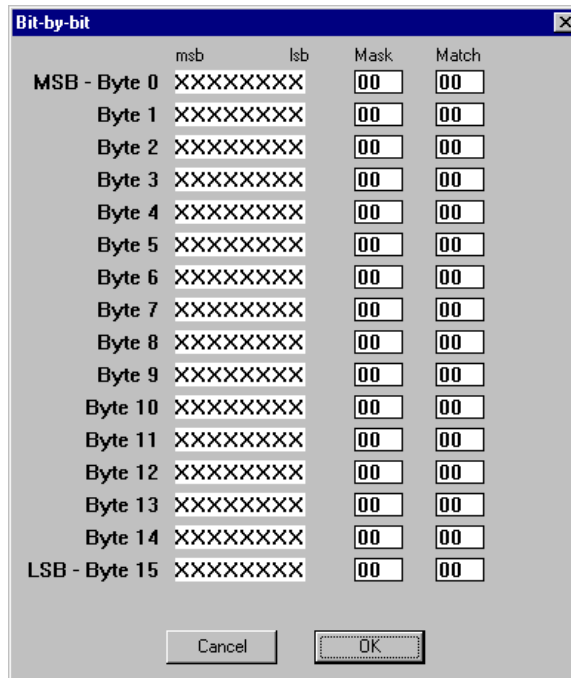 Bit-by-bit
msb lsb Mask Match
MSB - Byte 0 XXXXXXXX 00 00
Byte 1 XXXXXXXX 00 00
Byte 2 XXXXXXXX 00 00
Byte 3 XXXXXXXX 00 00
Byte 4 XXXXXXXX 00 00
Byte 5 XXXXXXXX 00 00
Byte 6 XXXXXXXX 00 00
Byte 7 XXXXXXXX 00 00
Byte 8 XXXXXXXX 00 00
Byte 9 XXXXXXXX 00 00
Byte 10 XXXXXXXX 00 00
Byte 11 XXXXXXXX 00 00
Byte 12 XXXXXXXX 00 00
Byte 13 XXXXXXXX 00 00
Byte 14 XXXXXXXX 00 00
LSB - Byte 15 XXXXXXXX 00 00
Cancel OK